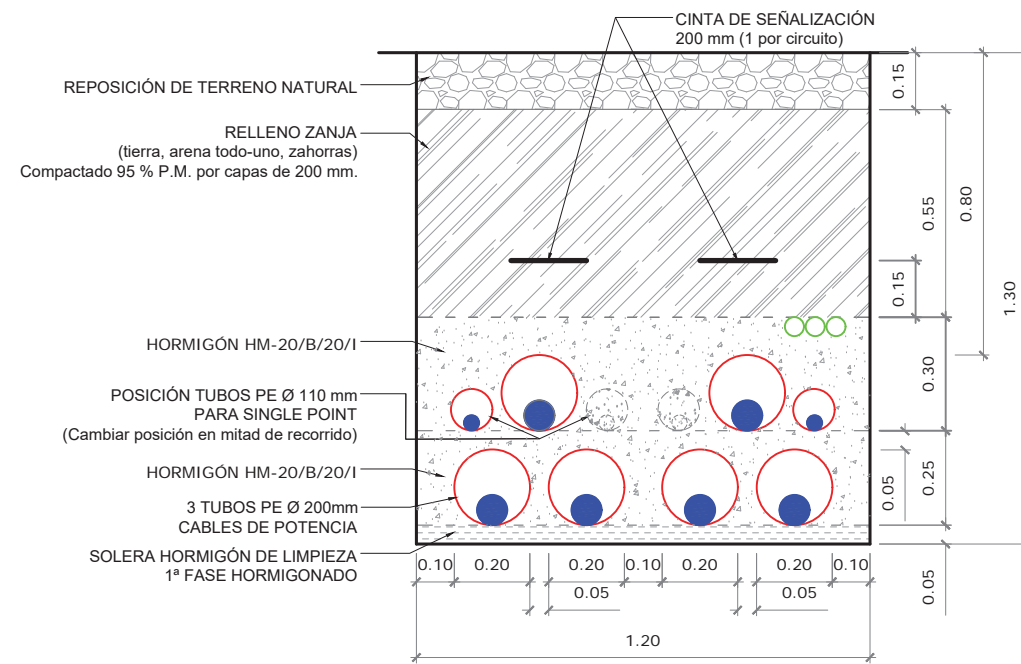 CINTA DE SEÑALIZACIÓN
200 mm (1 por circuito)
REPOSICIÓN DE TERRENO NATURAL
RELLENO ZANJA
(tierra, arena todo-uno, zahorras)
Compactado 95 % P.M. por capas de 200 mm.
HORMIGÓN HM-20/B/20/I
POSICIÓN TUBOS PE Ø 110 mm
PARA SINGLE POINT
(Cambiar posición en mitad de recorrido)
HORMIGÓN HM-20/B/20/I
3 TUBOS PE Ø 200mm
CABLES DE POTENCIA
SOLERA HORMIGÓN DE LIMPIEZA
1ª FASE HORMIGONADO
0.15
0.55
0.80
0.15
1.30
0.30
0.25
0.05
0.05
0.10 0.20 0.20 0.10 0.20 0.20 0.10
0.05 0.05
1.20